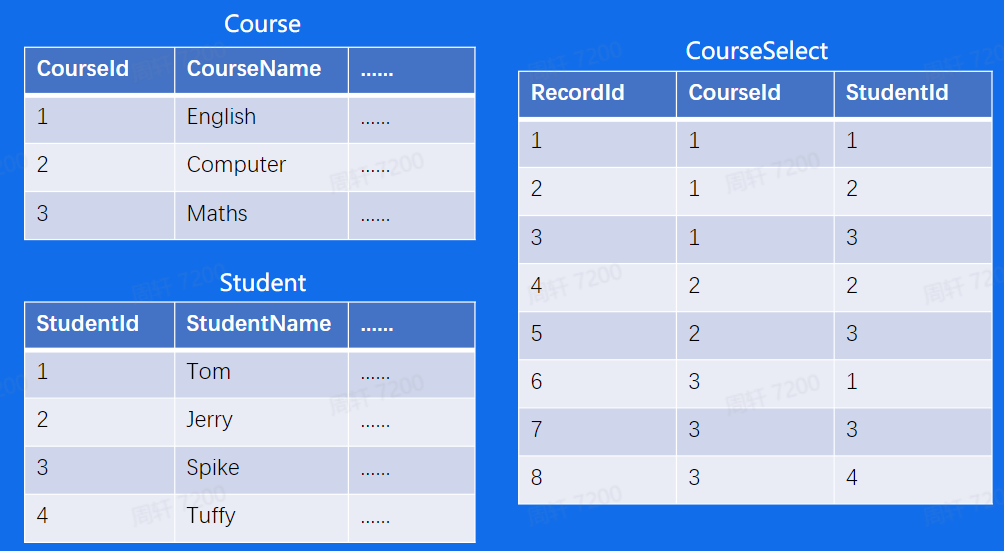 Course
CourseId CourseName ......
1 English ......
2 Computer ......
3 Maths ......
Student
StudentId StudentName ......
1 Tom ......
2 Jerry ......
3 Spike ......
4 Tuffy ......
CourseSelect
RecordId CourseId StudentId
1 1 1
2 1 2
3 1 3
4 2 2
5 2 3
6 3 1
7 3 3
8 3 4
周轩 7200